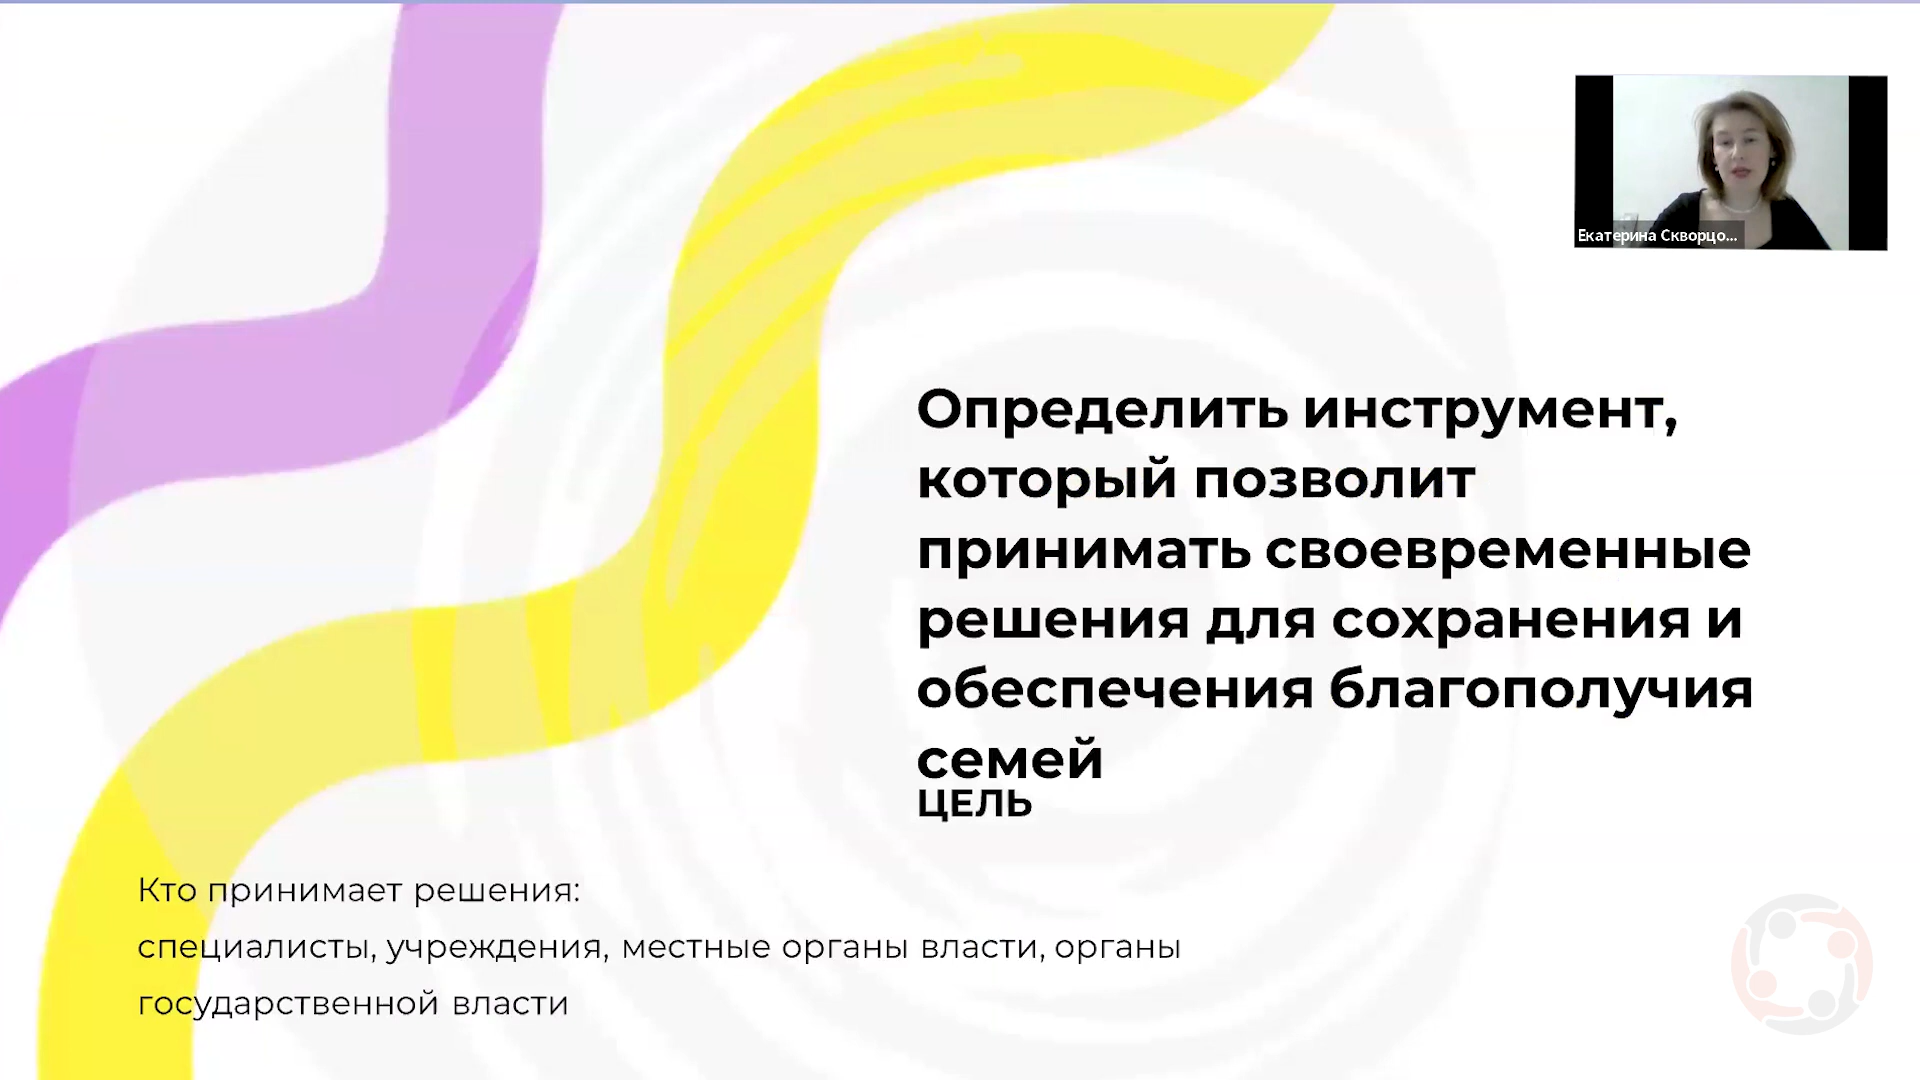 Екатерина Скворцо...
Определить инструмент,
который позволит
принимать своевременные
решения для сохранения и
обеспечения благополучия
семей
ЦЕЛЬ
Кто принимает решения:
специалисты, учреждения, местные органы власти, органы
государственной власти